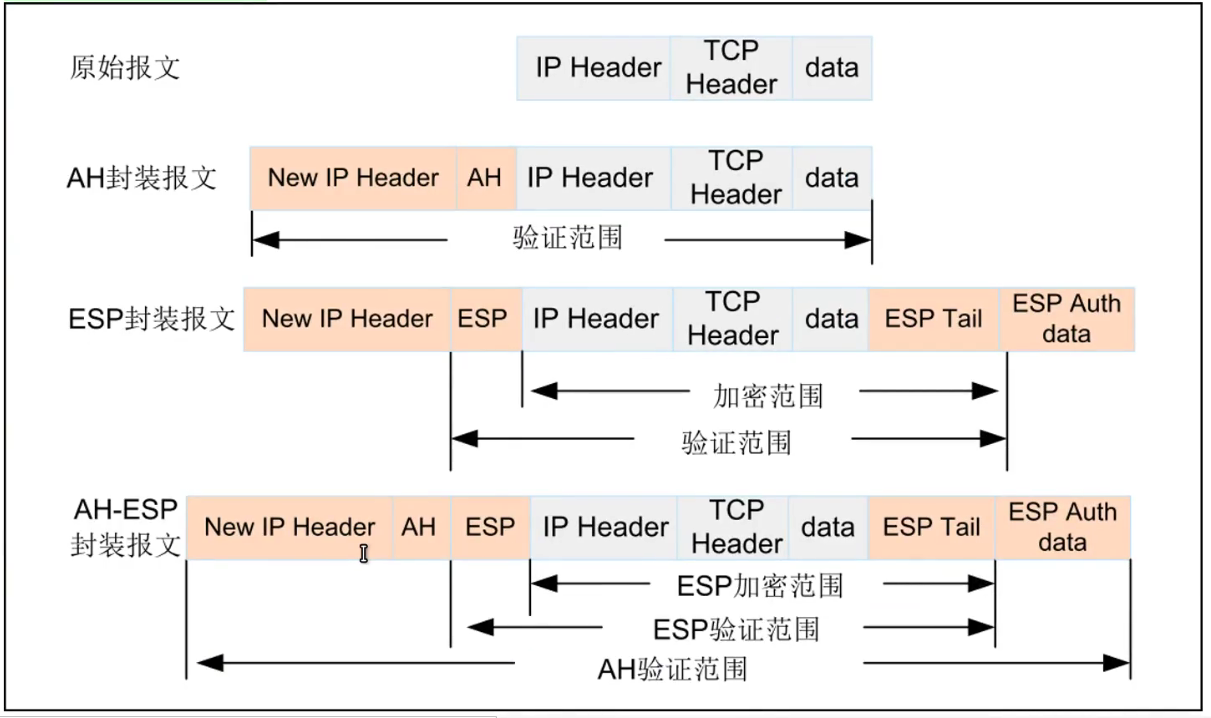 原始报文
IP Header
TCP
Header
data
AH封装报文
New IP Header
AH
IP Header
TCP
Header
data
验证范围
ESP封装报文
New IP Header
ESP
IP Header
TCP
Header
data
ESP Tail
ESP Auth
data
加密范围
验证范围
AH-ESP
封装报文
New IP Header
AH
ESP
IP Header
TCP
Header
data
ESP Tail
ESP Auth
data
ESP加密范围
ESP验证范围
AH验证范围